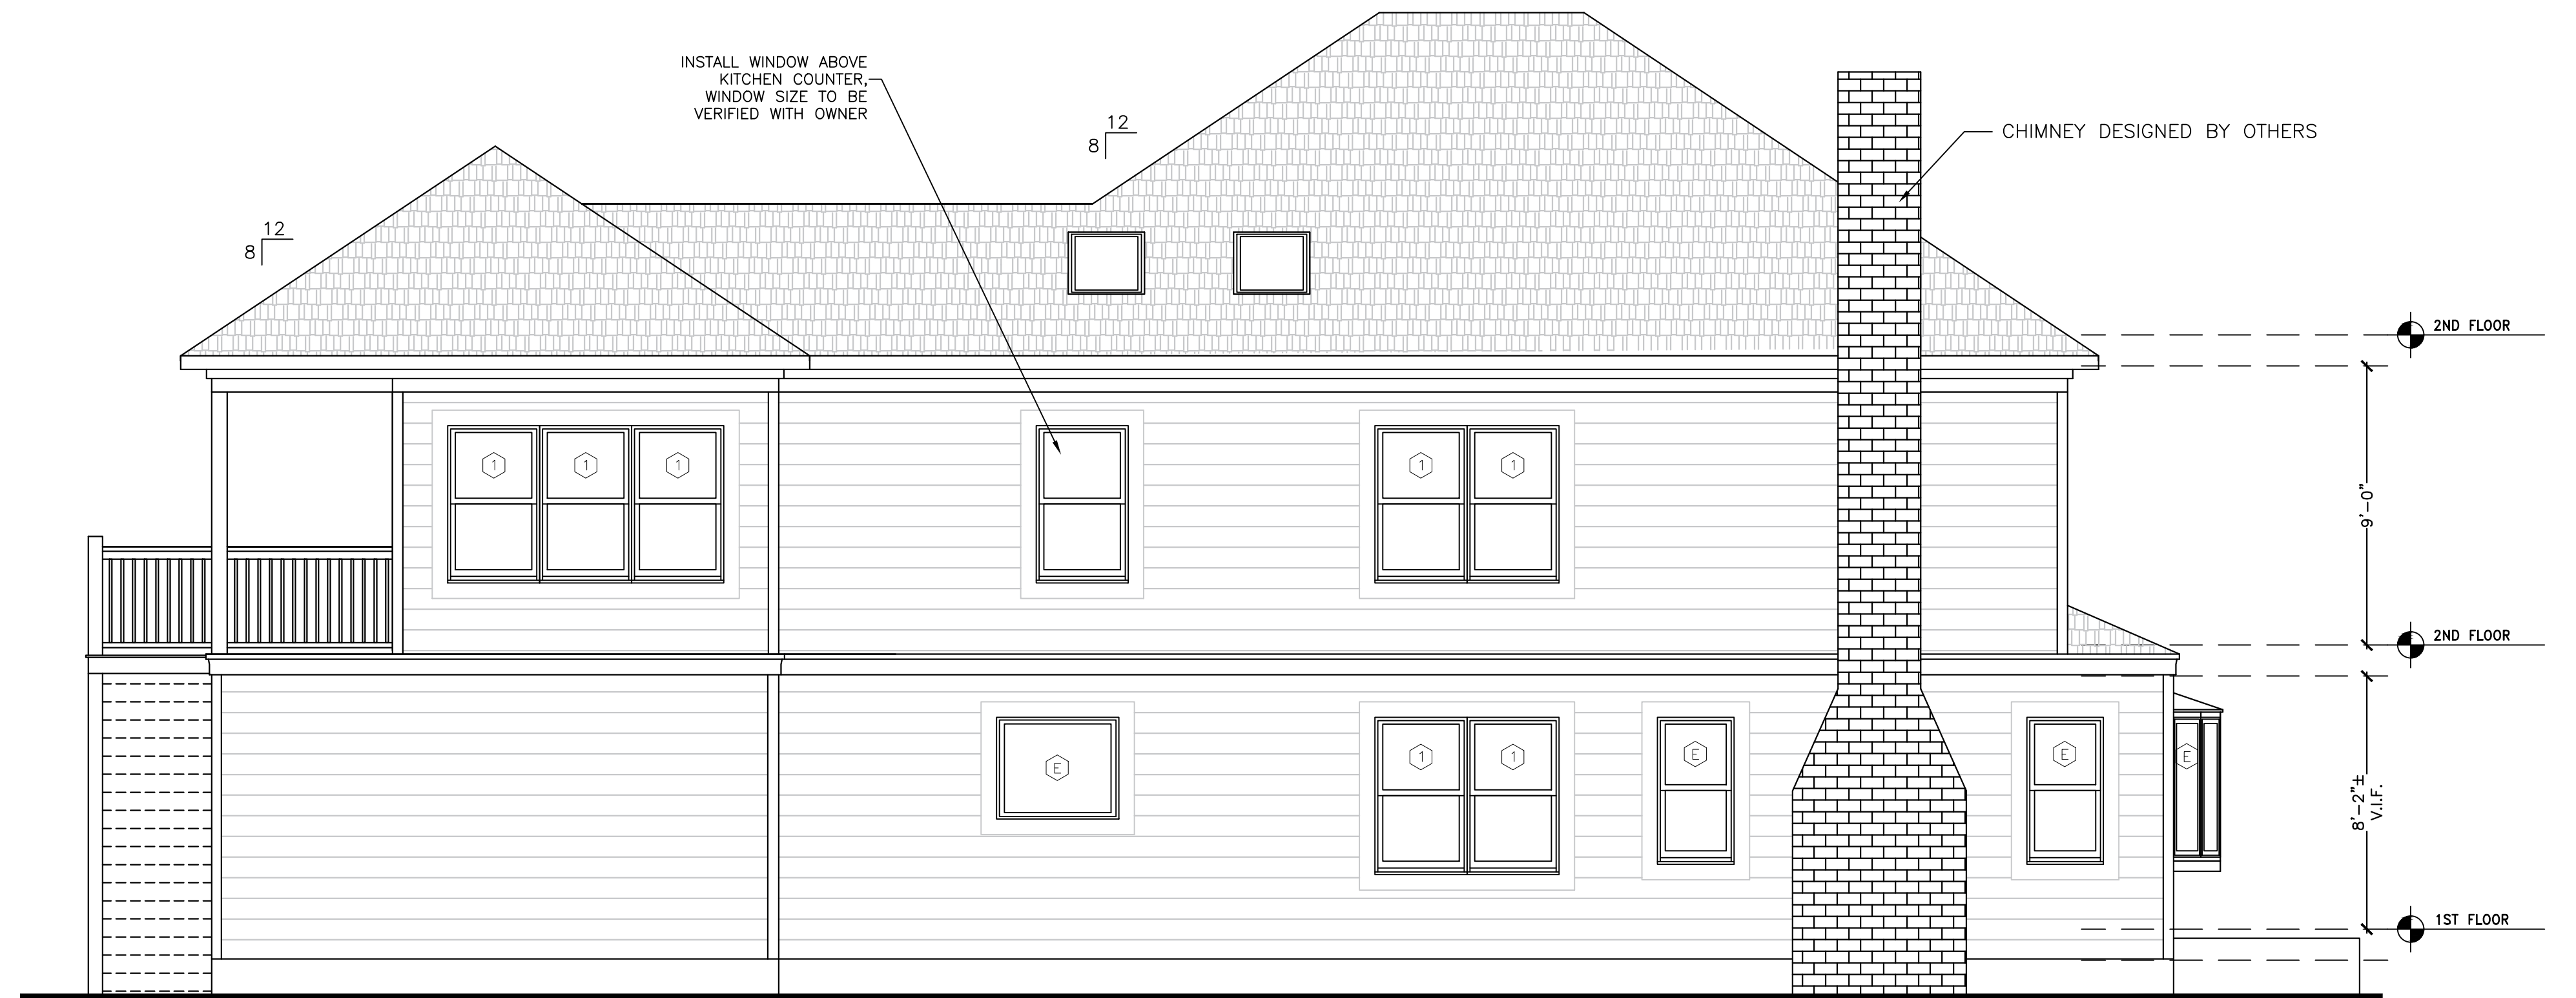 INSTALL WINDOW ABOVE
KITCHEN COUNTER,
WINDOW SIZE TO BE
VERIFIED WITH OWNER
12
8
CHIMNEY DESIGNED BY OTHERS
12
8
2ND FLOOR
1
1
1
1
1
9'-0"
2ND FLOOR
E
1
1
E
E
E
8'-2"±
V.I.F.
1ST FLOOR